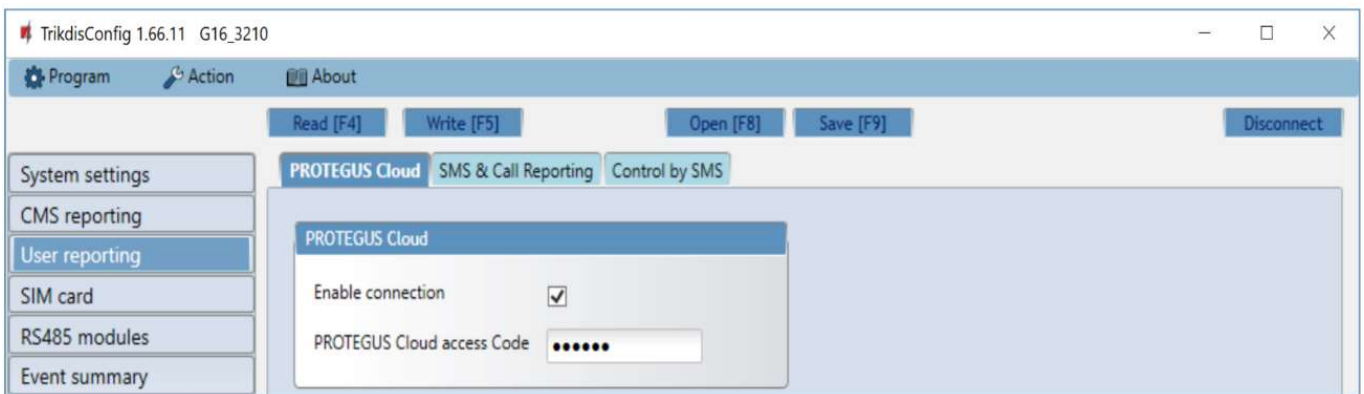 TrikdisConfig 1.66.11 G16_3210
Program Action About
Read [F4] Write [F5] Open [F8] Save [F9] Disconnect
System settings
CMS reporting
User reporting
SIM card
RS485 modules
Event summary
PROTEGUS Cloud SMS & Call Reporting Control by SMS
PROTEGUS Cloud
Enable connection
PROTEGUS Cloud access Code ••••••